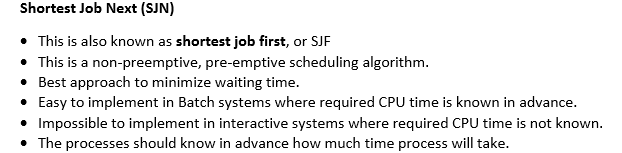 Shortest Job Next (SJN)
• This is also known as shortest job first, or SJF
• This is a non-preemptive, pre-emptive scheduling algorithm.
• Best approach to minimize waiting time.
• Easy to implement in Batch systems where required CPU time is known in advance.
• Impossible to implement in interactive systems where required CPU time is not known.
• The processes should know in advance how much time process will take.